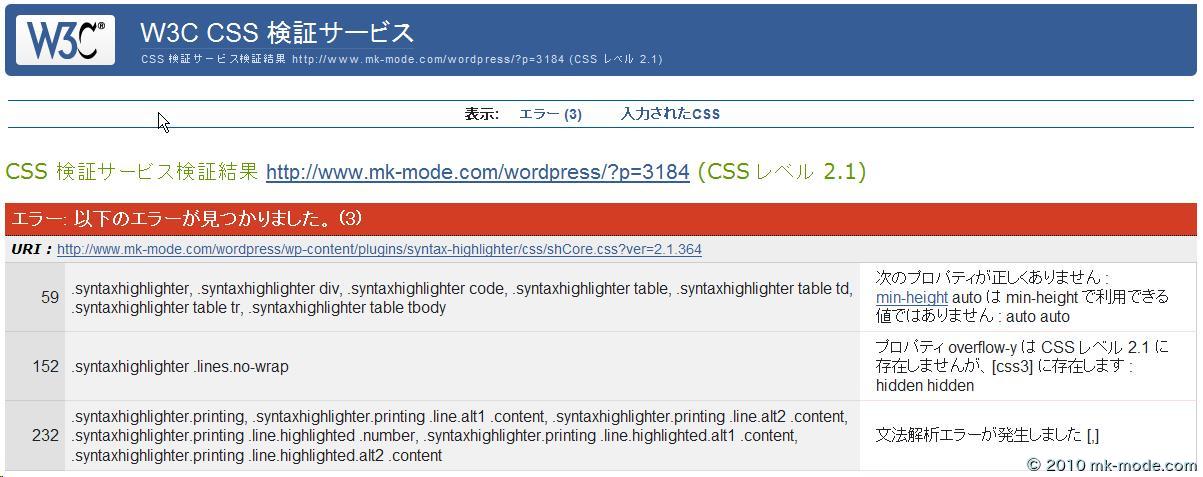 W3C®
W3C CSS 検証サービス
CSS 検証サービス検証結果 http://www.mk-mode.com/wordpress/?p=3184 (CSS レベル 2.1)
表示: エラー (3) 入力されたCSS
CSS 検証サービス検証結果 http://www.mk-mode.com/wordpress/?p=3184 (CSS レベル 2.1)
エラー: 以下のエラーが見つかりました。(3)
URI : http://www.mk-mode.com/wordpress/wp-content/plugins/syntax-highlighter/css/shCore.css?ver=2.1.364
59
.syntaxhighlighter, .syntaxhighlighter div, .syntaxhighlighter code, .syntaxhighlighter table, .syntaxhighlighter table td,
.syntaxhighlighter table tr, .syntaxhighlighter table tbody
次のプロパティが正しくありません :
min-height auto は min-height で利用できる
値ではありません : auto auto
152
.syntaxhighlighter .lines.no-wrap
プロパティ overflow-y は CSS レベル 2.1 に
存在しませんが、[css3] に存在します :
hidden hidden
232
.syntaxhighlighter.printing, .syntaxhighlighter.printing .line.alt1 .content, .syntaxhighlighter.printing .line.alt2 .content,
.syntaxhighlighter.printing .line.highlighted .number, .syntaxhighlighter.printing .line.highlighted.alt1 .content,
.syntaxhighlighter.printing .line.highlighted.alt2 .content
文法解析エラーが発生しました [,]
© 2010 mk-mode.com